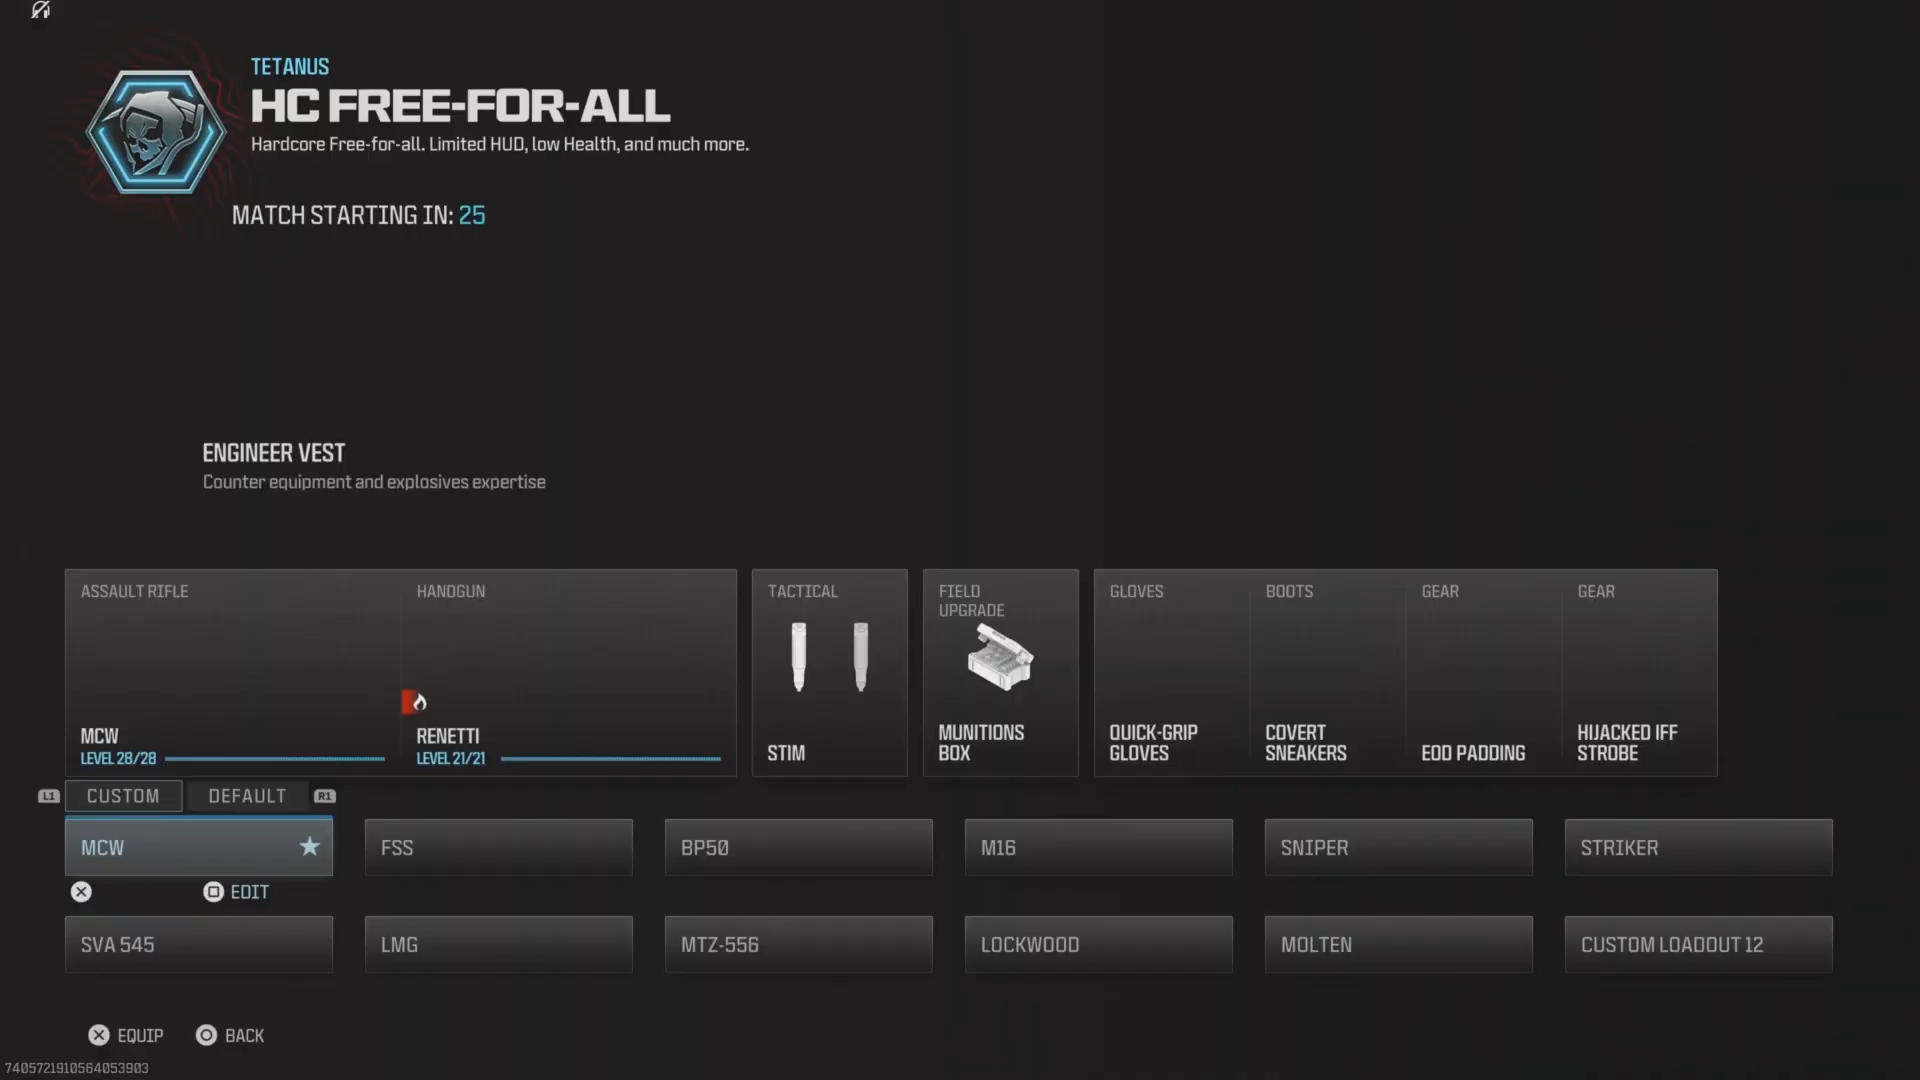 TETANUS
HC FREE-FOR-ALL
Hardcore Free-for-all. Limited HUD, low Health, and much more.
MATCH STARTING IN: 25
ENGINEER VEST
Counter equipment and explosives expertise
ASSAULT RIFLE
MCW
LEVEL 28/28
HANDGUN
RENETTI
LEVEL 21/21
TACTICAL
STIM
FIELD
UPGRADE
MUNITIONS
BOX
GLOVES
QUICK-GRIP
GLOVES
BOOTS
COVERT
SNEAKERS
GEAR
EOD PADDING
GEAR
HIJACKED IFF
STROBE
L1 CUSTOM DEFAULT R1
MCW FSS BP50 M16 SNIPER STRIKER
EDIT
SVA 545 LMG MTZ-556 LOCKWOOD MOLTEN CUSTOM LOADOUT 12
EQUIP BACK
7405721910564053903